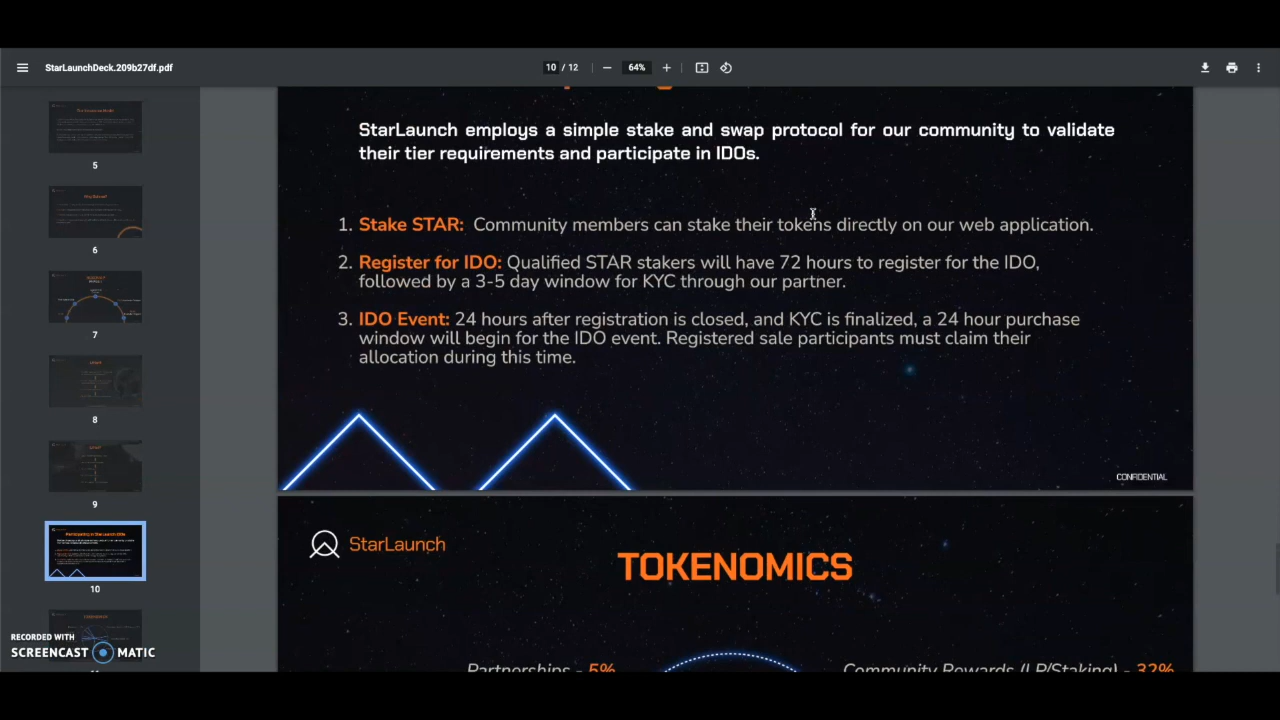 StarLaunchDeck.209b27df.pdf
10 / 12
64%
StarLaunch employs a simple stake and swap protocol for our community to validate
their tier requirements and participate in IDOs.
1. Stake STAR: Community members can stake their tokens directly on our web application.
2. Register for IDO: Qualified STAR stakers will have 72 hours to register for the IDO,
followed by a 3-5 day window for KYC through our partner.
3. IDO Event: 24 hours after registration is closed, and KYC is finalized, a 24 hour purchase
window will begin for the IDO event. Registered sale participants must claim their
allocation during this time.
CONFIDENTIAL
StarLaunch
TOKENOMICS
Partnerships - 5%
Community Rewards (LP/Staking) - 32%
5
6
7
8
9
10
RECORDED WITH
SCREENCAST MATIC